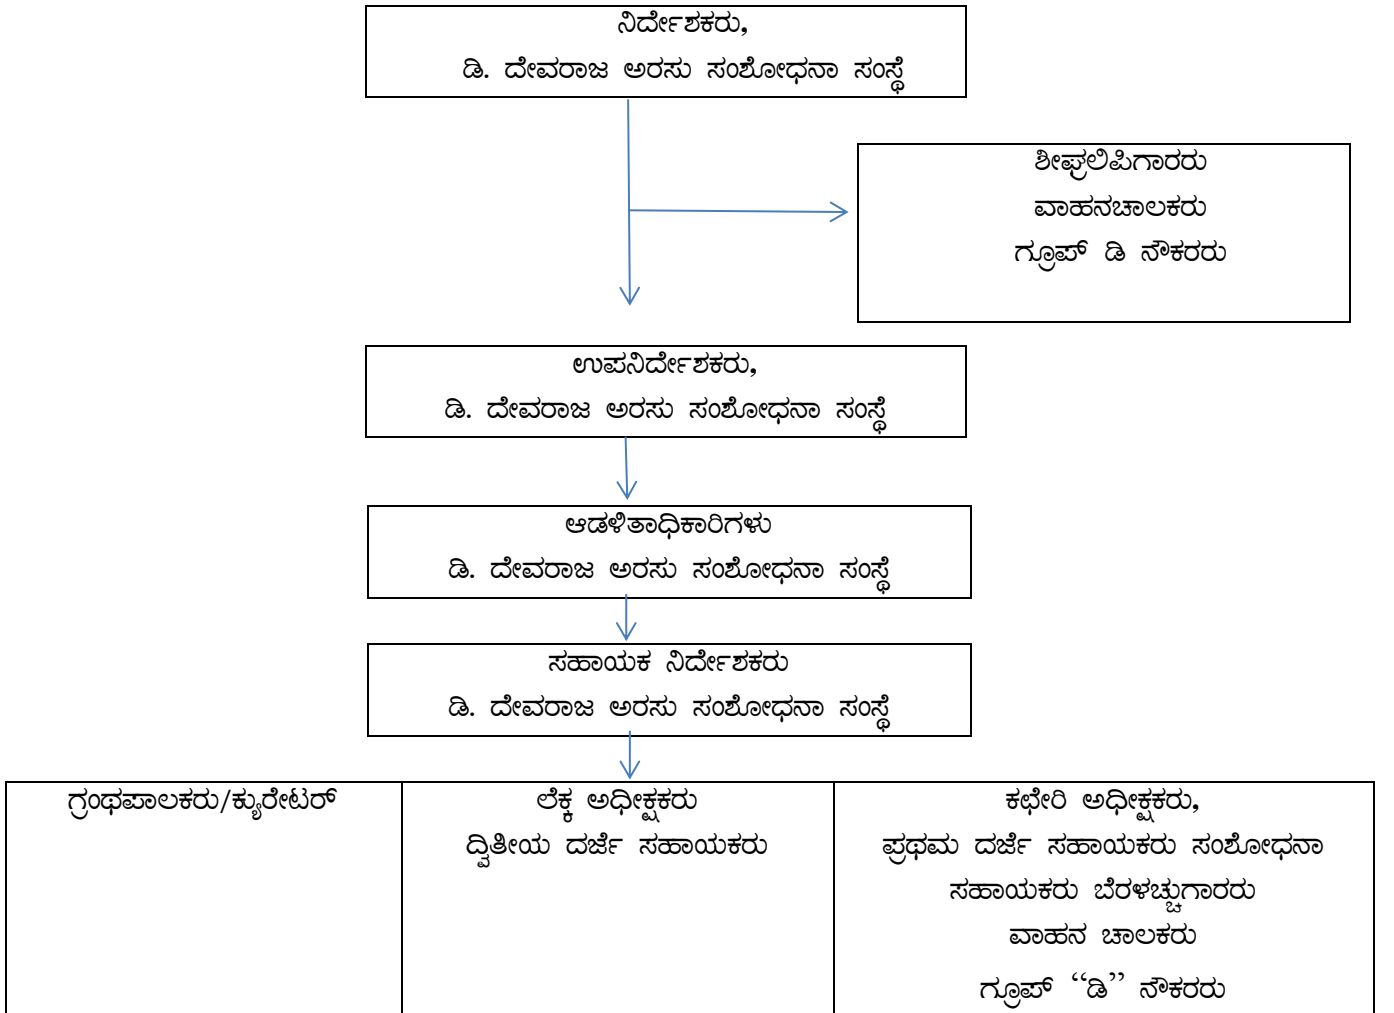 ನಿರ್ದೇಶಕರು,
ಡಿ. ದೇವರಾಜ ಅರಸು ಸಂಶೋಧನಾ ಸಂಸ್ಥೆ
ಶೀಘ್ರಲಿಪಿಗಾರರು
ವಾಹನಚಾಲಕರು
ಗ್ರೂಪ್ ಡಿ ನೌಕರರು
ಉಪನಿರ್ದೇಶಕರು,
ಡಿ. ದೇವರಾಜ ಅರಸು ಸಂಶೋಧನಾ ಸಂಸ್ಥೆ
ಆಡಳಿತಾಧಿಕಾರಿಗಳು
ಡಿ. ದೇವರಾಜ ಅರಸು ಸಂಶೋಧನಾ ಸಂಸ್ಥೆ
ಸಹಾಯಕ ನಿರ್ದೇಶಕರು
ಡಿ. ದೇವರಾಜ ಅರಸು ಸಂಶೋಧನಾ ಸಂಸ್ಥೆ
ಗ್ರಂಥಪಾಲಕರು/ಕ್ಯುರೇಟರ್
ಲೆಕ್ಕ ಅಧೀಕ್ಷಕರು
ದ್ವಿತೀಯ ದರ್ಜೆ ಸಹಾಯಕರು
ಕಛೇರಿ ಅಧೀಕ್ಷಕರು,
ಪ್ರಥಮ ದರ್ಜೆ ಸಹಾಯಕರು ಸಂಶೋಧನಾ
ಸಹಾಯಕರು ಬೆರಳಚ್ಚುಗಾರರು
ವಾಹನ ಚಾಲಕರು
ಗ್ರೂಪ್ “ಡಿ” ನೌಕರರು